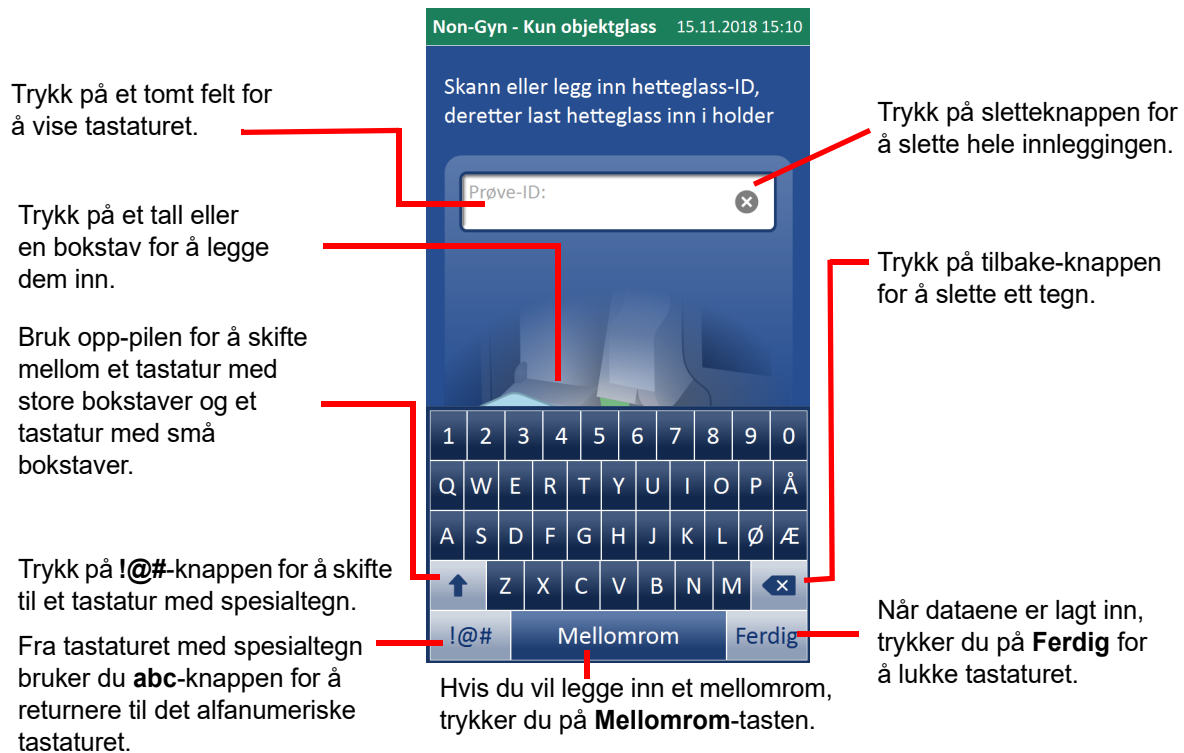 Non-Gyn - Kun objektglass 15.11.2018 15:10
Skann eller legg inn hetteglass-ID,
deretter last hetteglass inn i holder
Prøve-ID:
Trykk på et tomt felt for
å vise tastaturet.
Trykk på et tall eller
en bokstav for å legge
dem inn.
Bruk opp-pilen for å skifte
mellom et tastatur med
store bokstaver og et
tastatur med små
bokstaver.
Trykk på !@#-knappen for å skifte
til et tastatur med spesialtegn.
Fra tastaturet med spesialtegn
bruker du abc-knappen for å
returnere til det alfanumeriske
tastaturet.
Trykk på sletteknappen for
å slette hele innleggingen.
Trykk på tilbake-knappen
for å slette ett tegn.
Når dataene er lagt inn,
trykker du på Ferdig for
å lukke tastaturet.
1 2 3 4 5 6 7 8 9 0
Q W E R T Y U I O P Å
A S D F G H J K L Ø Æ
Z X C V B N M
!@# Mellomrom Ferdig
Hvis du vil legge inn et mellomrom,
trykker du på Mellomrom-tasten.